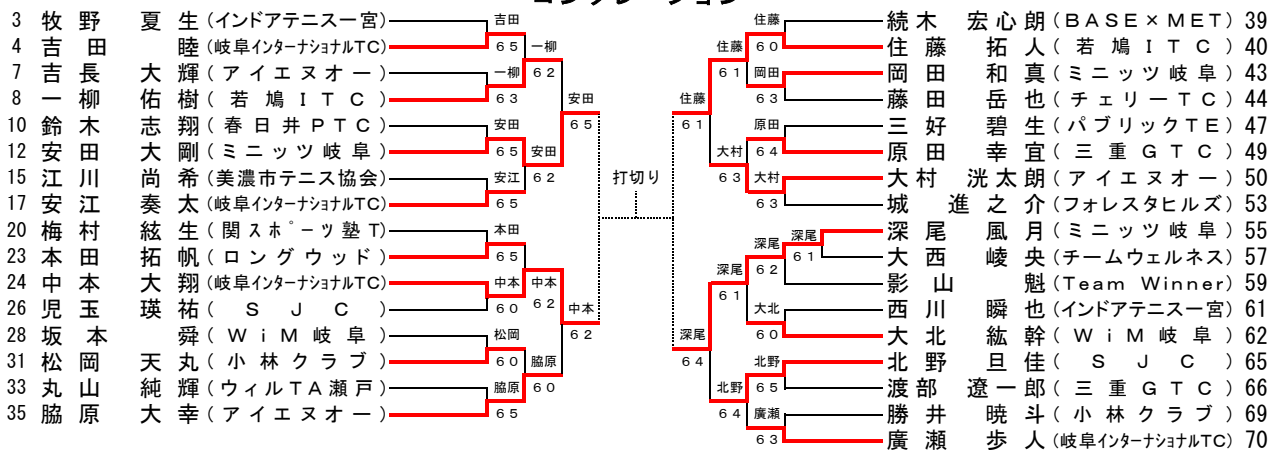 コンソレーション
3 牧野 夏生 (インドアテニス一宮)
4 吉田 睦 (岐阜インターナショナルTC)
7 吉長 大輝 (アイエヌオー)
8 一柳 佑樹 (若鳩ITC)
10 鈴木 志翔 (春日井PTC)
12 安田 大剛 (ミニッツ岐阜)
15 江川 尚希 (美濃市テニス協会)
17 安江 奏太 (岐阜インターナショナルTC)
20 梅村 絃生 (関スポーツ塾T)
23 本田 拓帆 (ロングウッド)
24 中本 大翔 (岐阜インターナショナルTC)
26 児玉 瑛祐 (SJC)
28 坂本 舜 (WiM岐阜)
31 松岡 天丸 (小林クラブ)
33 丸山 純輝 (ウィルTA瀬戸)
35 脇原 大幸 (アイエヌオー)
吉田
65
一柳
63
安田
65
安江
65
本田
65
中本
60
松岡
60
脇原
65
一柳
62
安田
62
中本
62
脇原
60
安田
65
中本
62
打切り
住藤
61
深尾
64
住藤
61
大村
63
深尾
61
北野
64
住藤
60
岡田
63
原田
64
大村
63
深尾
62
深尾
61
大北
60
北野
65
廣瀬
63
続木 宏心朗 (BASE×MET) 39
住藤 拓人 (若鳩ITC) 40
岡田 和真 (ミニッツ岐阜) 43
藤田 岳也 (チェリーTC) 44
三好 碧生 (パブリックTE) 47
原田 幸宜 (三重GTC) 49
大村 洸太朗 (アイエヌオー) 50
城 進之介 (フォレスタヒルズ) 53
深尾 風月 (ミニッツ岐阜) 55
大西 崚央 (チームウェルネス) 57
影山 魁 (Team Winner) 59
西川 瞬也 (インドアテニス一宮) 61
大北 紘幹 (WiM岐阜) 62
北野 旦佳 (SJC) 65
渡部 遼一郎 (三重GTC) 66
勝井 暁斗 (小林クラブ) 69
廣瀬 歩人 (岐阜インターナショナルTC) 70